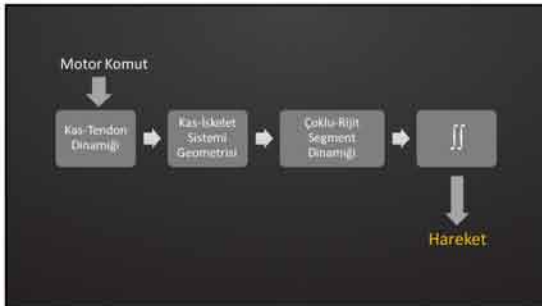 Motor Komut
Kas-Tendon
Dinamiği
Kas-İskelet
Sistemi
Geometrisi
Çoklu-Rijit
Segment
Dinamiği
∬
Hareket